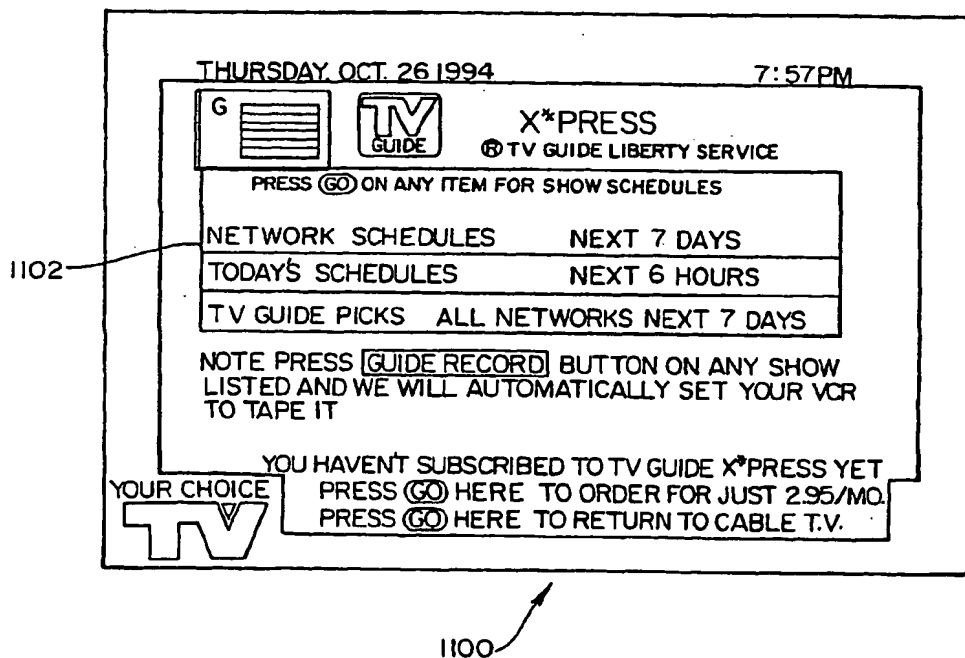 THURSDAY, OCT. 26 1994 7:57PM
G
TV GUIDE
X*PRESS
® TV GUIDE LIBERTY SERVICE
PRESS GO ON ANY ITEM FOR SHOW SCHEDULES
NETWORK SCHEDULES NEXT 7 DAYS
1102
TODAY'S SCHEDULES NEXT 6 HOURS
TV GUIDE PICKS ALL NETWORKS NEXT 7 DAYS
NOTE PRESS GUIDE RECORD BUTTON ON ANY SHOW
LISTED AND WE WILL AUTOMATICALLY SET YOUR VCR
TO TAPE IT
YOU HAVEN'T SUBSCRIBED TO TV GUIDE X*PRESS YET
YOUR CHOICE
TV
PRESS GO HERE TO ORDER FOR JUST 2.95/MO.
PRESS GO HERE TO RETURN TO CABLE T.V.
1100